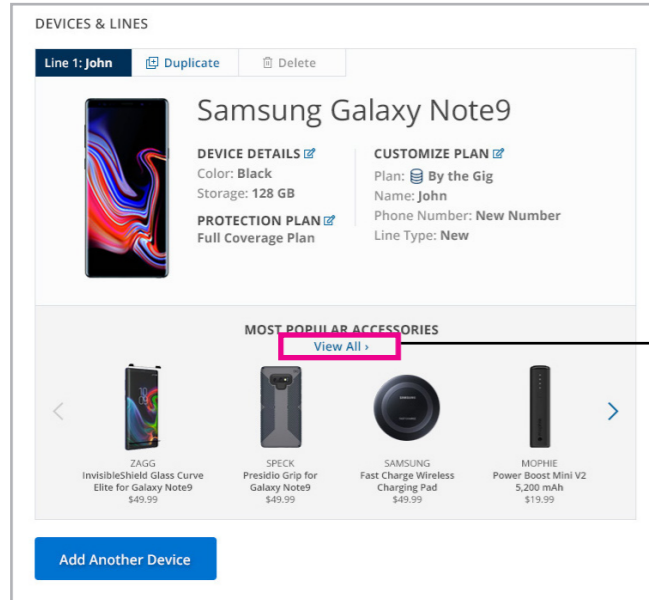 DEVICES & LINES
Line 1: John Duplicate Delete
Samsung Galaxy Note9
DEVICE DETAILS
Color: Black
Storage: 128 GB
PROTECTION PLAN
Full Coverage Plan
CUSTOMIZE PLAN
Plan: By the Gig
Name: John
Phone Number: New Number
Line Type: New
MOST POPULAR ACCESSORIES
View All ›
ZAGG
InvisibleShield Glass Curve
Elite for Galaxy Note9
$49.99
SPECK
Presidio Grip for
Galaxy Note9
$49.99
SAMSUNG
Fast Charge Wireless
Charging Pad
$49.99
MOPHIE
Power Boost Mini V2
5,200 mAh
$19.99
Add Another Device